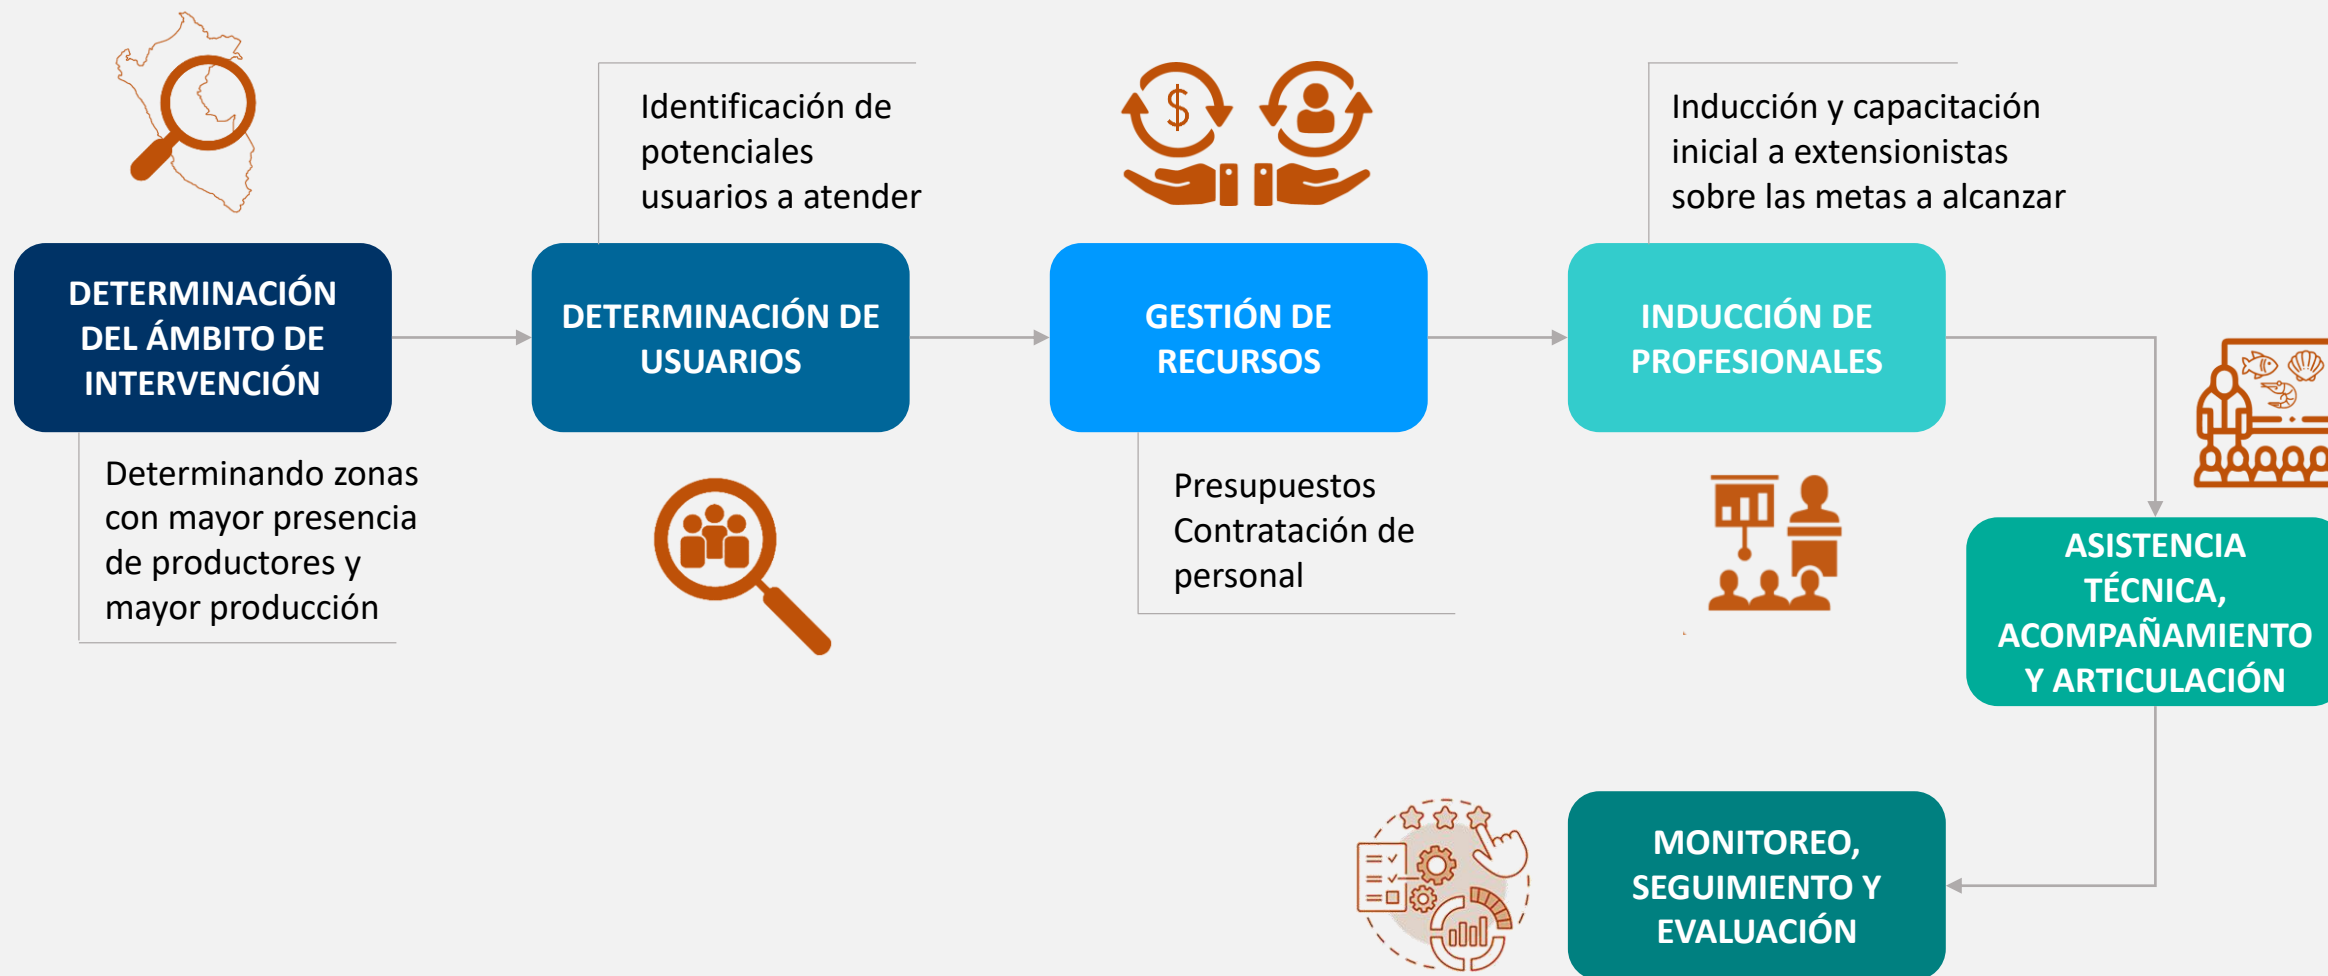 DETERMINACIÓN
DEL ÁMBITO DE
INTERVENCIÓN
Determinando zonas
con mayor presencia
de productores y
mayor producción
Identificación de
potenciales
usuarios a atender
DETERMINACIÓN DE
USUARIOS
$
GESTIÓN DE
RECURSOS
Presupuestos
Contratación de
personal
Inducción y capacitación
inicial a extensionistas
sobre las metas a alcanzar
INDUCCIÓN DE
PROFESIONALES
ASISTENCIA
TÉCNICA,
ACOMPAÑAMIENTO
Y ARTICULACIÓN
MONITOREO,
SEGUIMIENTO Y
EVALUACIÓN